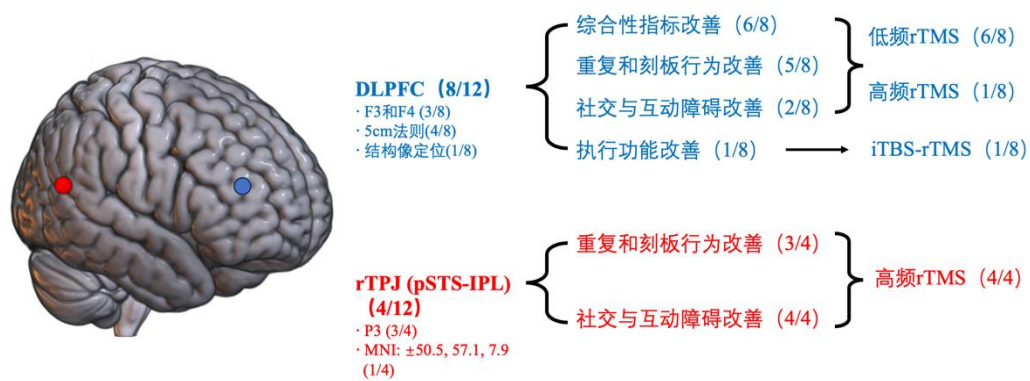 DLPFC（8/12）
· F3和F4 (3/8)
· 5cm法则(4/8)
· 结构像定位(1/8)
综合性指标改善（6/8）
重复和刻板行为改善（5/8）
社交与互动障碍改善（2/8）
执行功能改善（1/8）
低频rTMS（6/8）
高频rTMS（1/8）
iTBS-rTMS（1/8）
rTPJ (pSTS-IPL)
（4/12）
· P3 (3/4)
· MNI: ±50.5, 57.1, 7.9
(1/4)
重复和刻板行为改善（3/4）
社交与互动障碍改善（4/4）
高频rTMS（4/4）